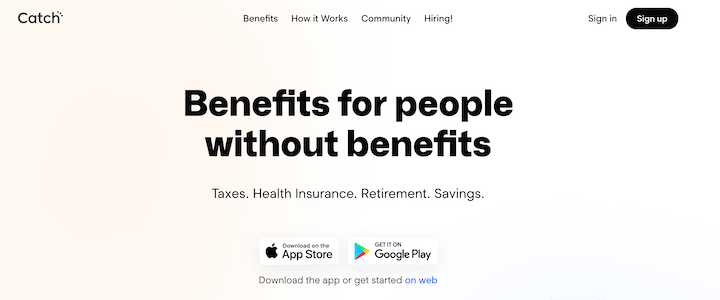 Catch
Benefits How it Works Community Hiring! Sign in Sign up
Benefits for people
without benefits
Taxes. Health Insurance. Retirement. Savings.
Download on the App Store GET IT ON Google Play
Download the app or get started on web